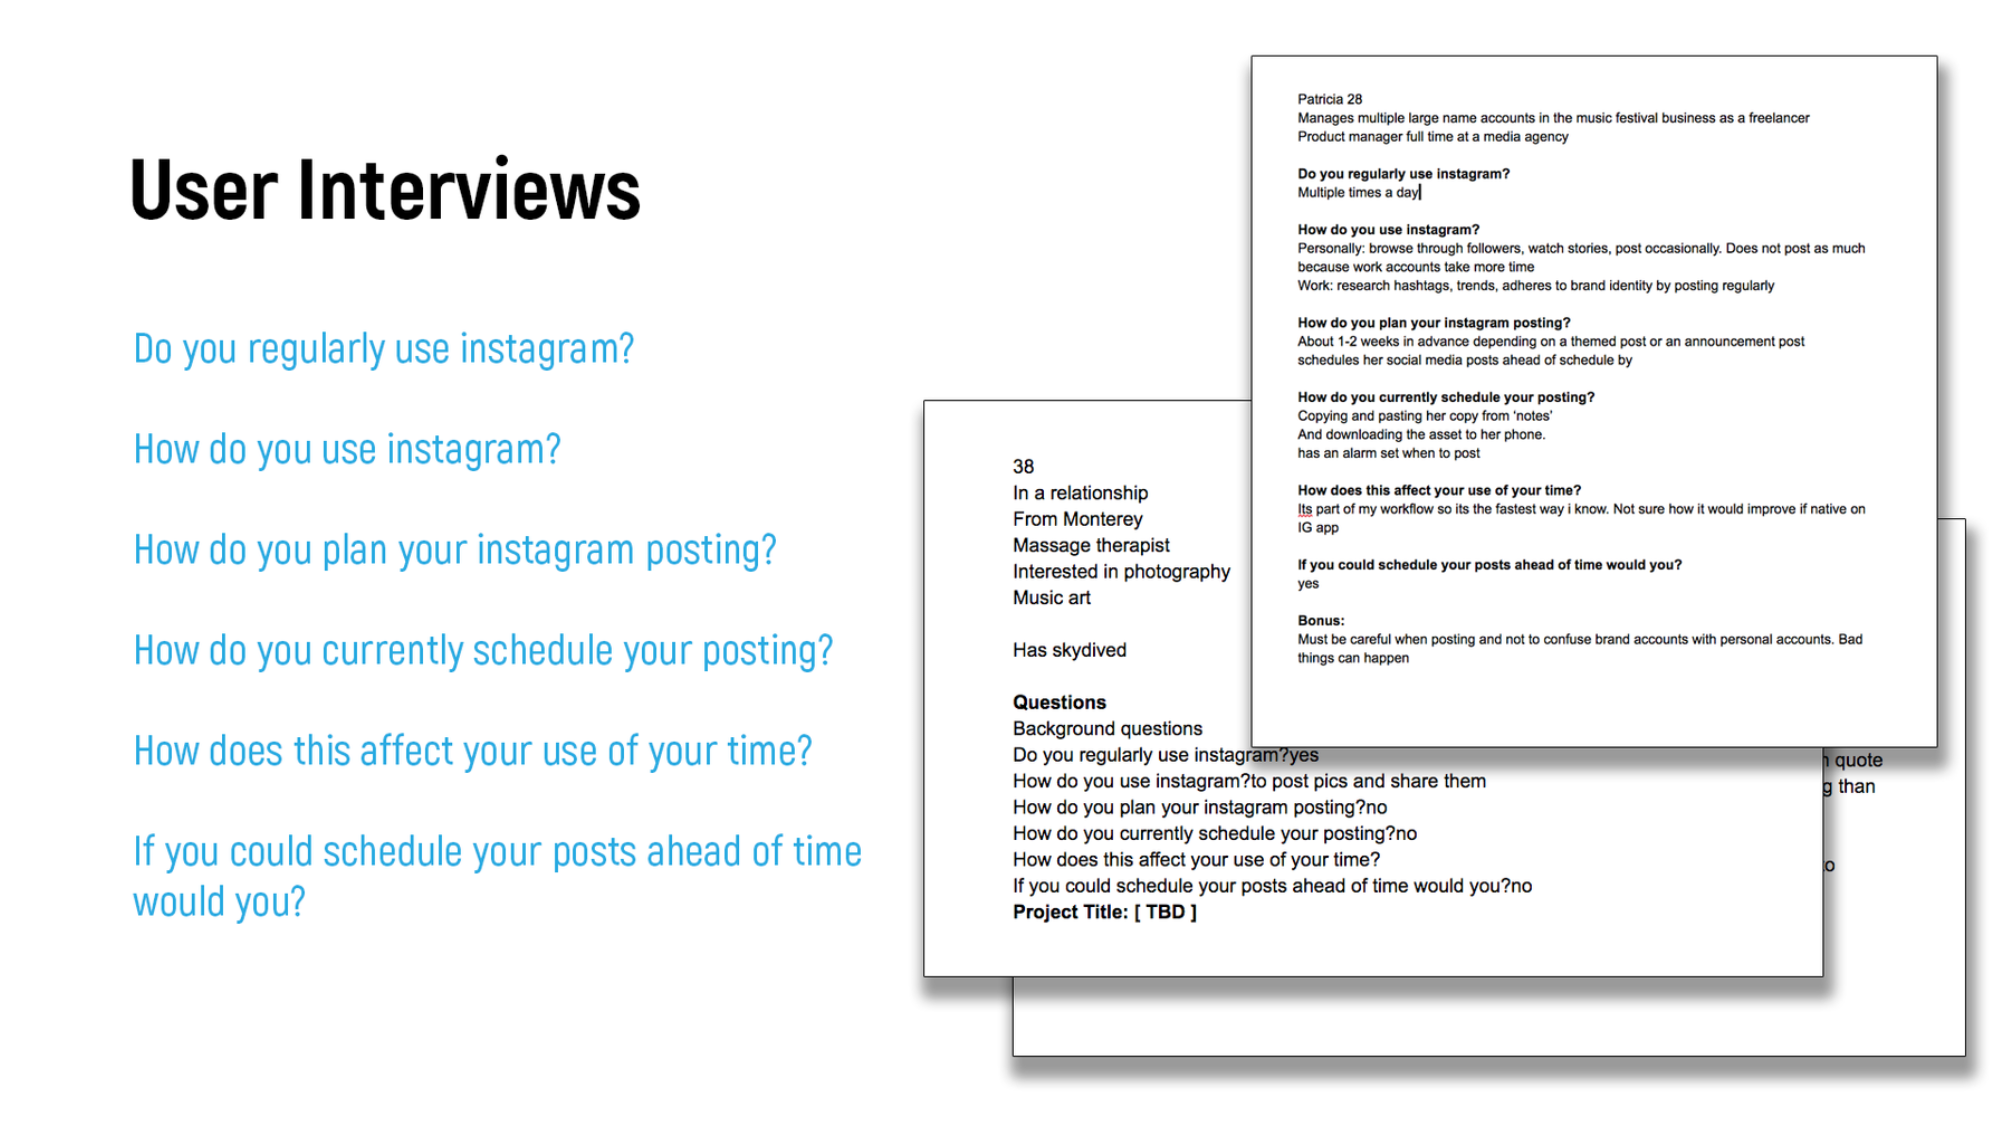 User Interviews
Do you regularly use instagram?
How do you use instagram?
How do you plan your instagram posting?
How do you currently schedule your posting?
How does this affect your use of your time?
If you could schedule your posts ahead of time
would you?
Patricia 28
Manages multiple large name accounts in the music festival business as a freelancer
Product manager full time at a media agency
Do you regularly use instagram?
Multiple times a day
How do you use instagram?
Personally: browse through followers, watch stories, post occasionally. Does not post as much
because work accounts take more time
Work: research hashtags, trends, adheres to brand identity by posting regularly
How do you plan your instagram posting?
About 1-2 weeks in advance depending on a themed post or an announcement post
schedules her social media posts ahead of schedule by
How do you currently schedule your posting?
Copying and pasting her copy from ‘notes’
And downloading the asset to her phone.
has an alarm set when to post
How does this affect your use of your time?
Its part of my workflow so its the fastest way i know. Not sure how it would improve if native on
IG app
If you could schedule your posts ahead of time would you?
yes
Bonus:
Must be careful when posting and not to confuse brand accounts with personal accounts. Bad
things can happen
38
In a relationship
From Monterey
Massage therapist
Interested in photography
Music art
Has skydived
Questions
Background questions
Do you regularly use instagram?yes
How do you use instagram?to post pics and share them
How do you plan your instagram posting?no
How do you currently schedule your posting?no
How does this affect your use of your time?
If you could schedule your posts ahead of time would you?no
Project Title: [ TBD ]
quote
than